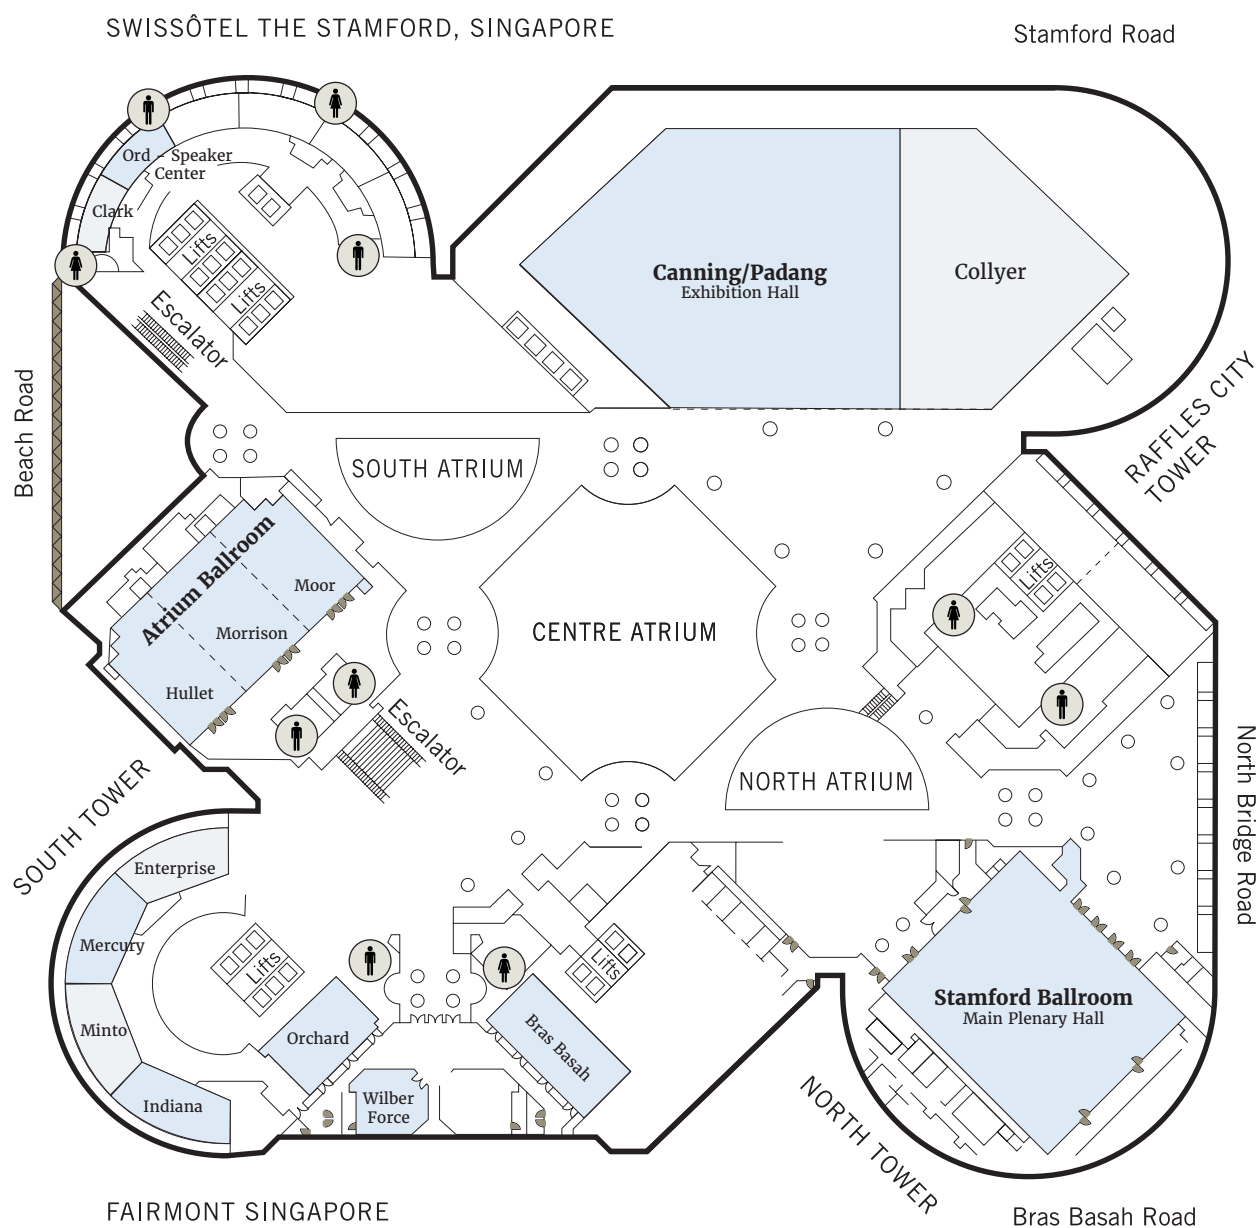 SWISSÔTEL THE STAMFORD, SINGAPORE
Stamford Road
Ord - Speaker
Center
Clark
Lifts
Lifts
Escalator
Canning/Padang
Exhibition Hall
Collyer
Beach Road
RAFFLES CITY
TOWER
SOUTH ATRIUM
Atrium Ballroom
Moor
Morrison
Hullet
CENTRE ATRIUM
Lifts
Escalator
NORTH ATRIUM
North Bridge Road
SOUTH TOWER
Enterprise
Mercury
Minto
Indiana
Lifts
Orchard
Wilber
Force
Bras Basah
Lifts
Stamford Ballroom
Main Plenary Hall
NORTH TOWER
FAIRMONT SINGAPORE
Bras Basah Road